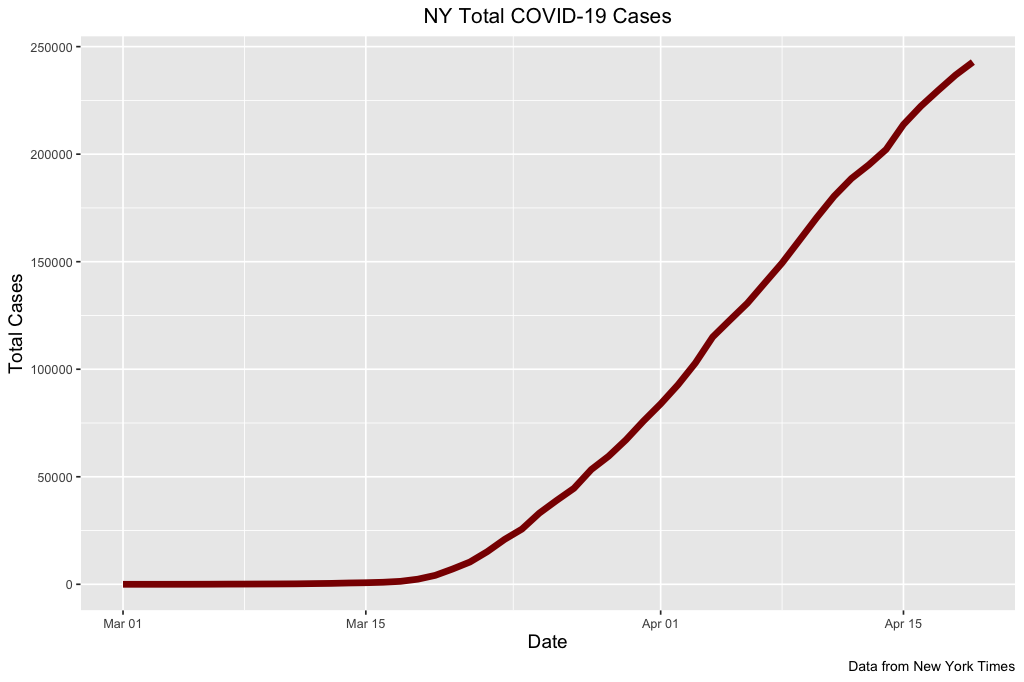 NY Total COVID-19 Cases
250000
200000
150000
100000
50000
0
Total Cases
Mar 01
Mar 15
Apr 01
Apr 15
Date
Data from New York Times